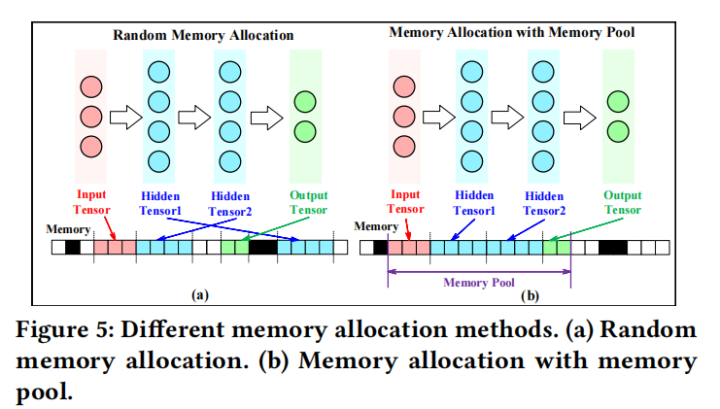 Random Memory Allocation
Input
Tensor
Hidden
Tensor1
Hidden
Tensor2
Output
Tensor
Memory
(a)
Memory Allocation with Memory Pool
Input
Tensor
Hidden
Tensor1
Hidden
Tensor2
Output
Tensor
Memory
Memory Pool
(b)
Figure 5: Different memory allocation methods. (a) Random
memory allocation. (b) Memory allocation with memory
pool.